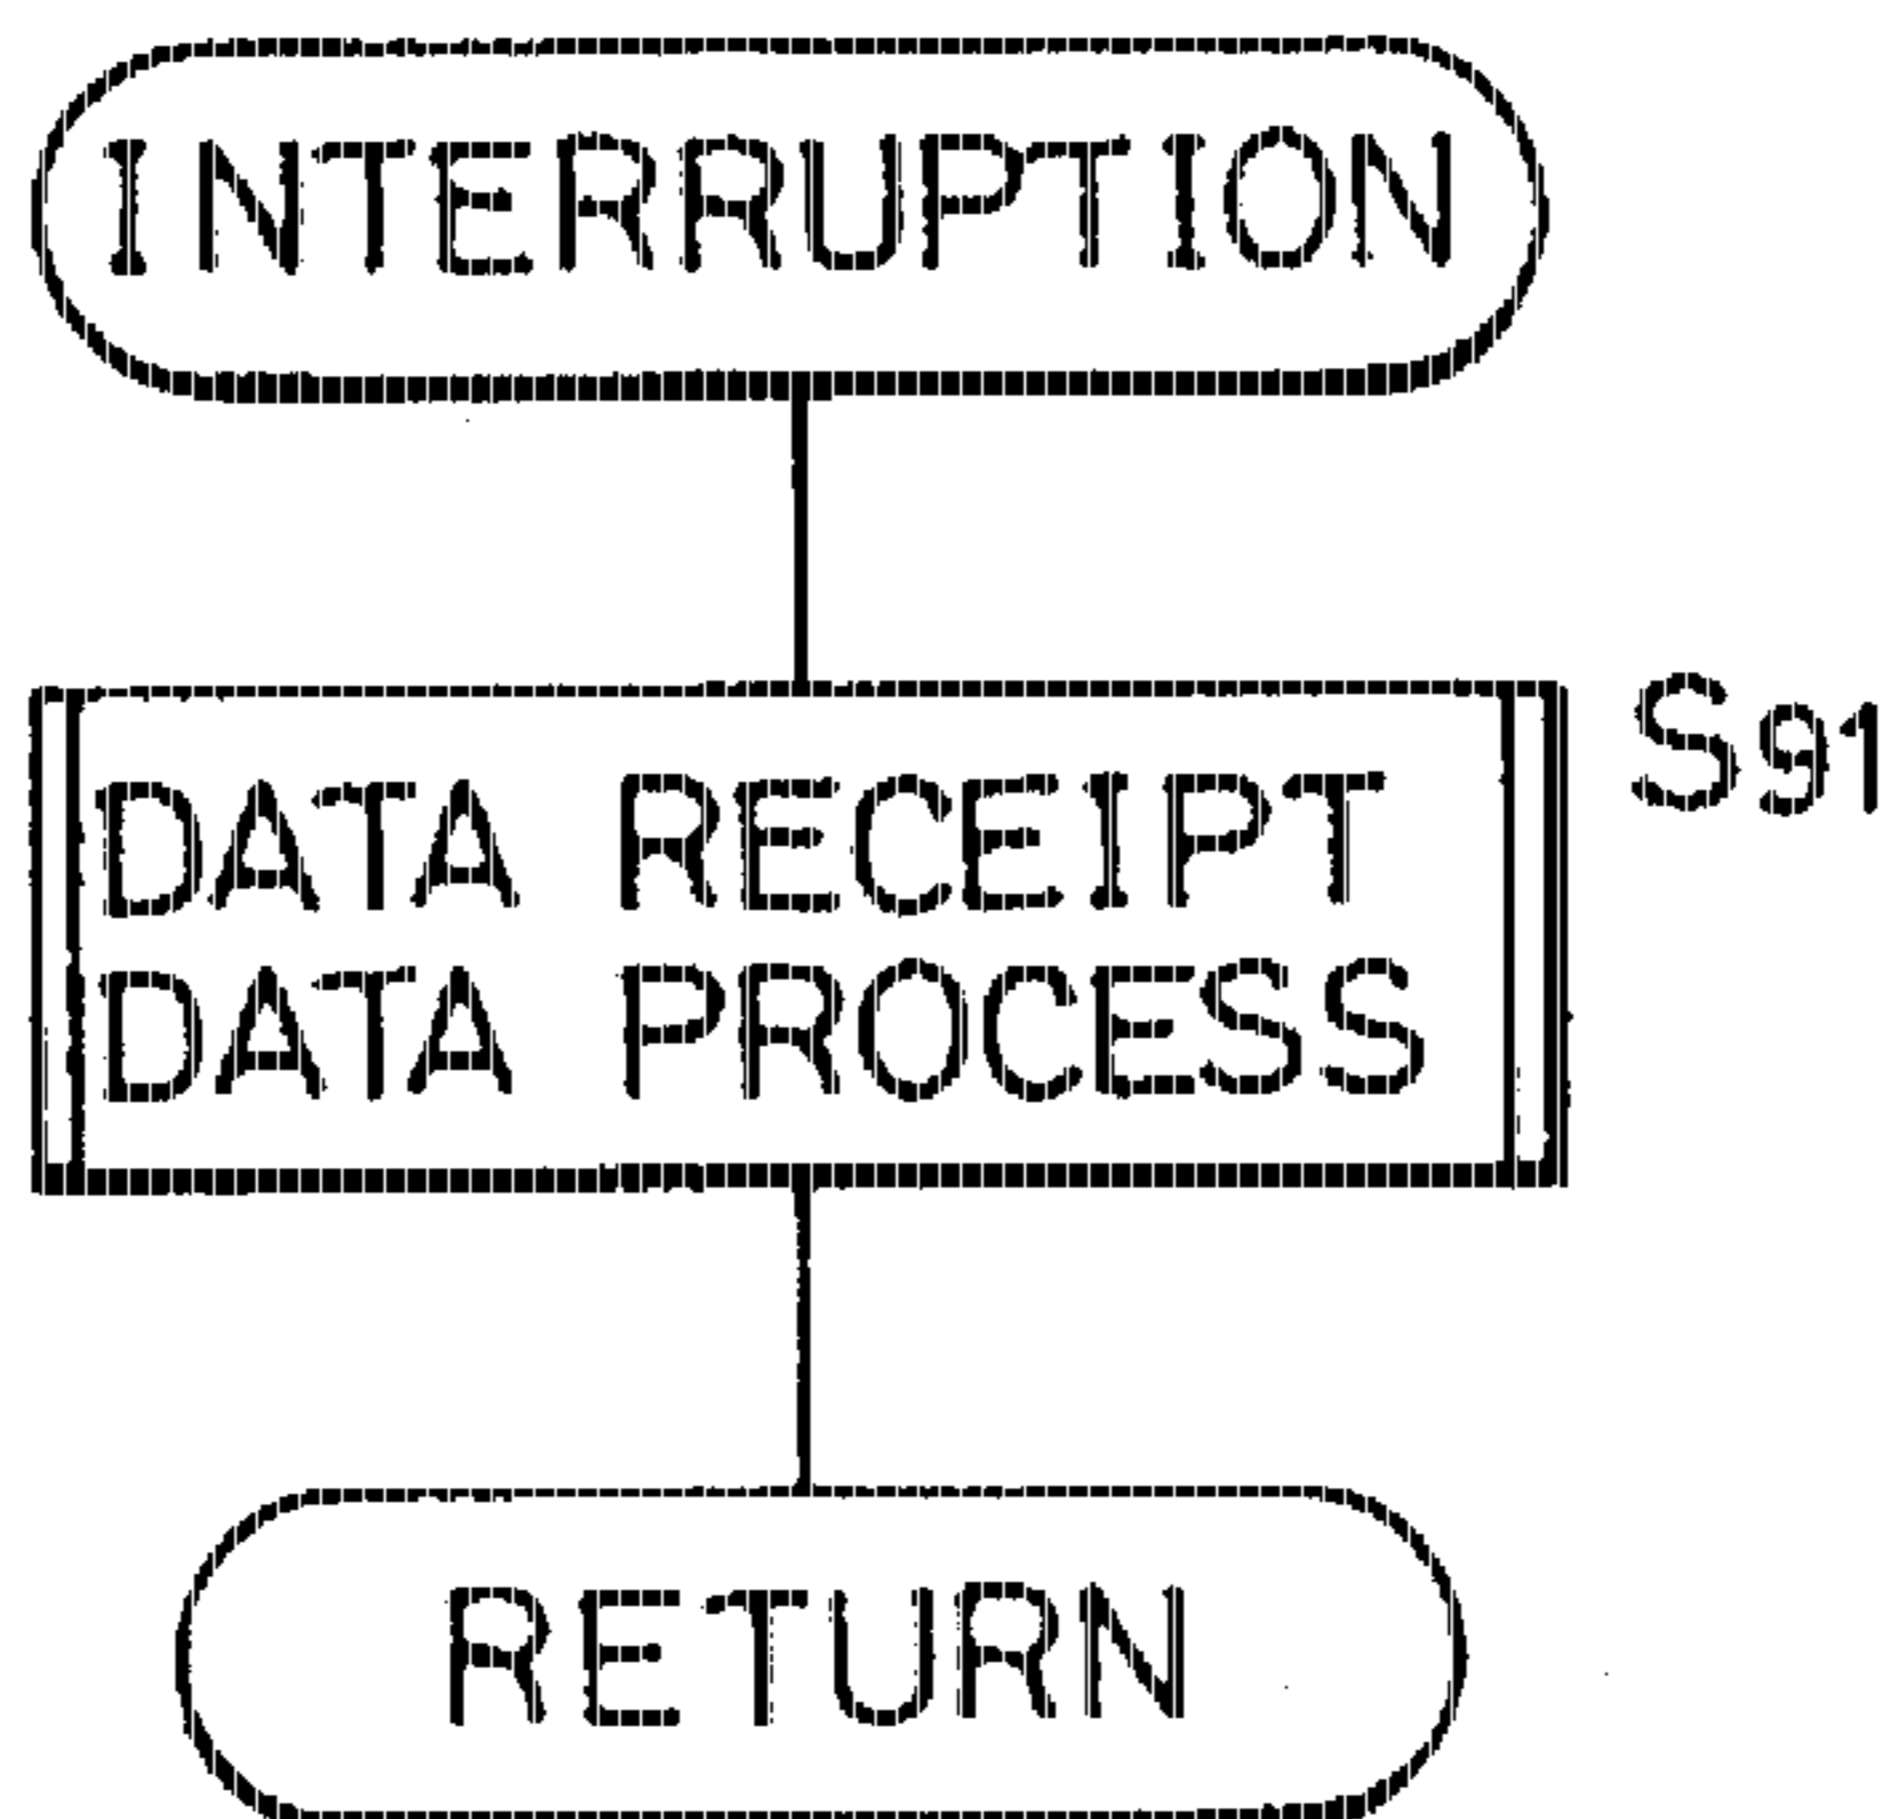 INTERRUPTION
S91
DATA RECEIPT
DATA PROCESS
RETURN